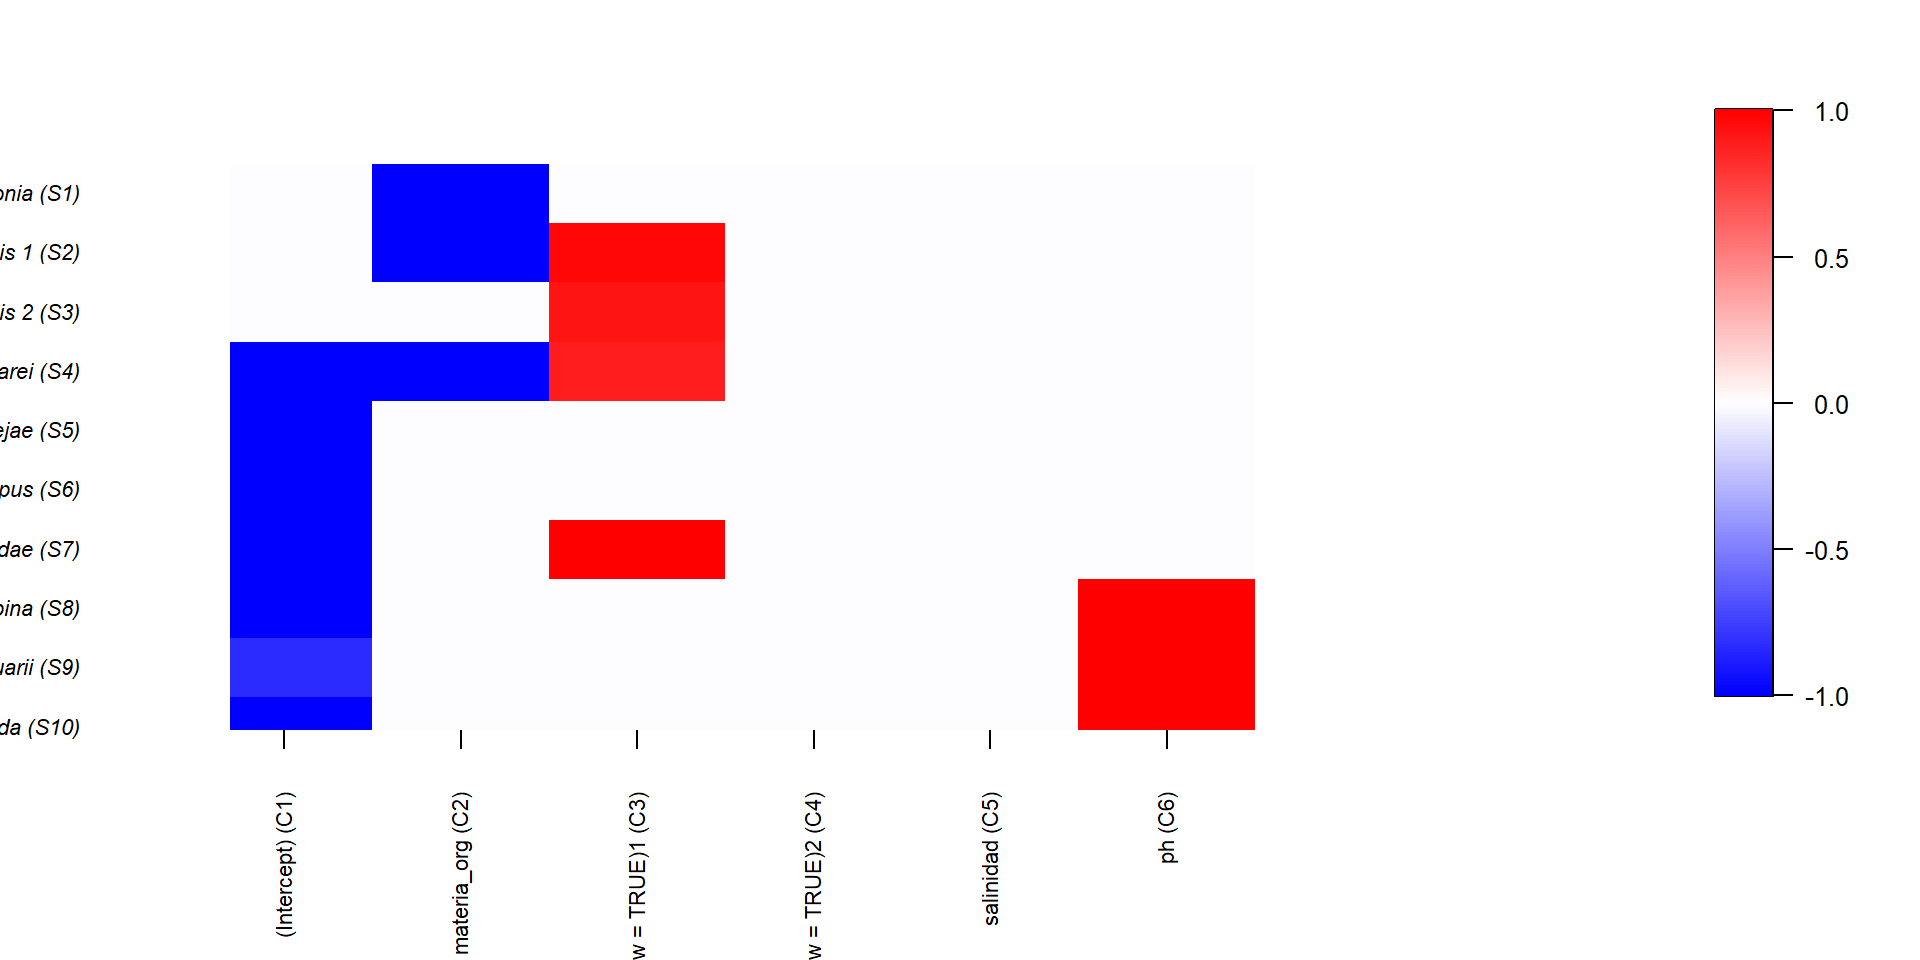 onia (S1)
is 1 (S2)
is 2 (S3)
arei (S4)
ejae (S5)
pus (S6)
dae (S7)
bina (S8)
uarii (S9)
da (S10)
(Intercept) (C1)
materia_org (C2)
w = TRUE)1 (C3)
w = TRUE)2 (C4)
salinidad (C5)
ph (C6)
1.0
0.5
0.0
-0.5
-1.0